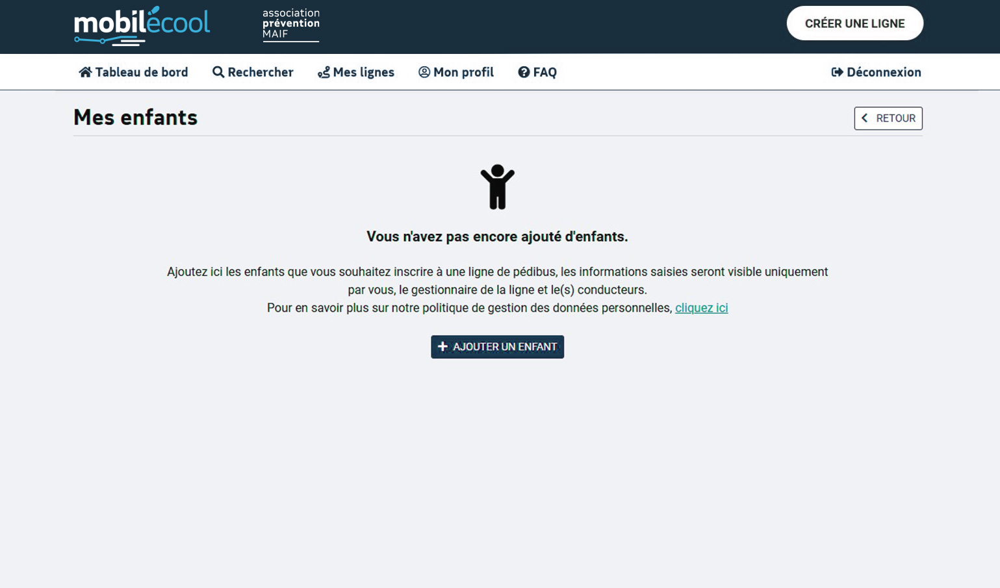 mobilécool
association
prévention
MAIF
CRÉER UNE LIGNE
Tableau de bord
Rechercher
Mes lignes
Mon profil
FAQ
Déconnexion
Mes enfants
RETOUR
Vous n'avez pas encore ajouté d'enfants.
Ajoutez ici les enfants que vous souhaitez inscrire à une ligne de pédibus, les informations saisies seront visible uniquement
par vous, le gestionnaire de la ligne et le(s) conducteurs.
Pour en savoir plus sur notre politique de gestion des données personnelles, cliquez ici
AJOUTER UN ENFANT